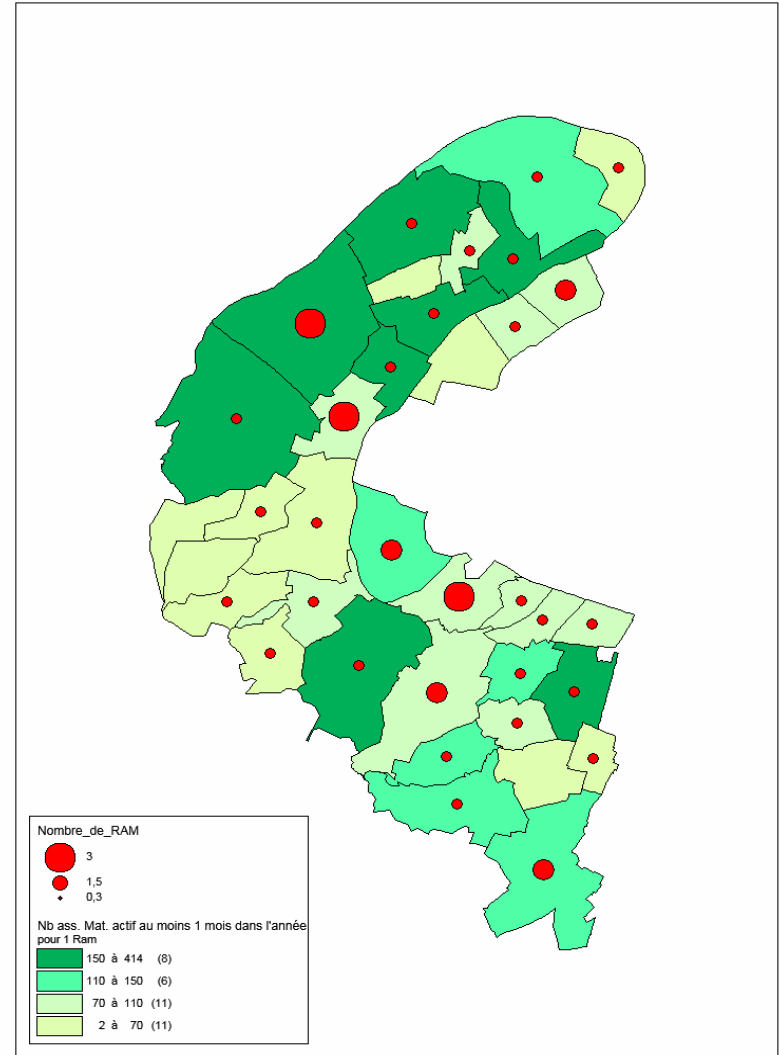 Nombre_de_RAM
3
1,5
0,3
Nb ass. Mat. actif au moins 1 mois dans l'année
pour 1 Ram
150 à 414 (8)
110 à 150 (6)
70 à 110 (11)
2 à 70 (11)